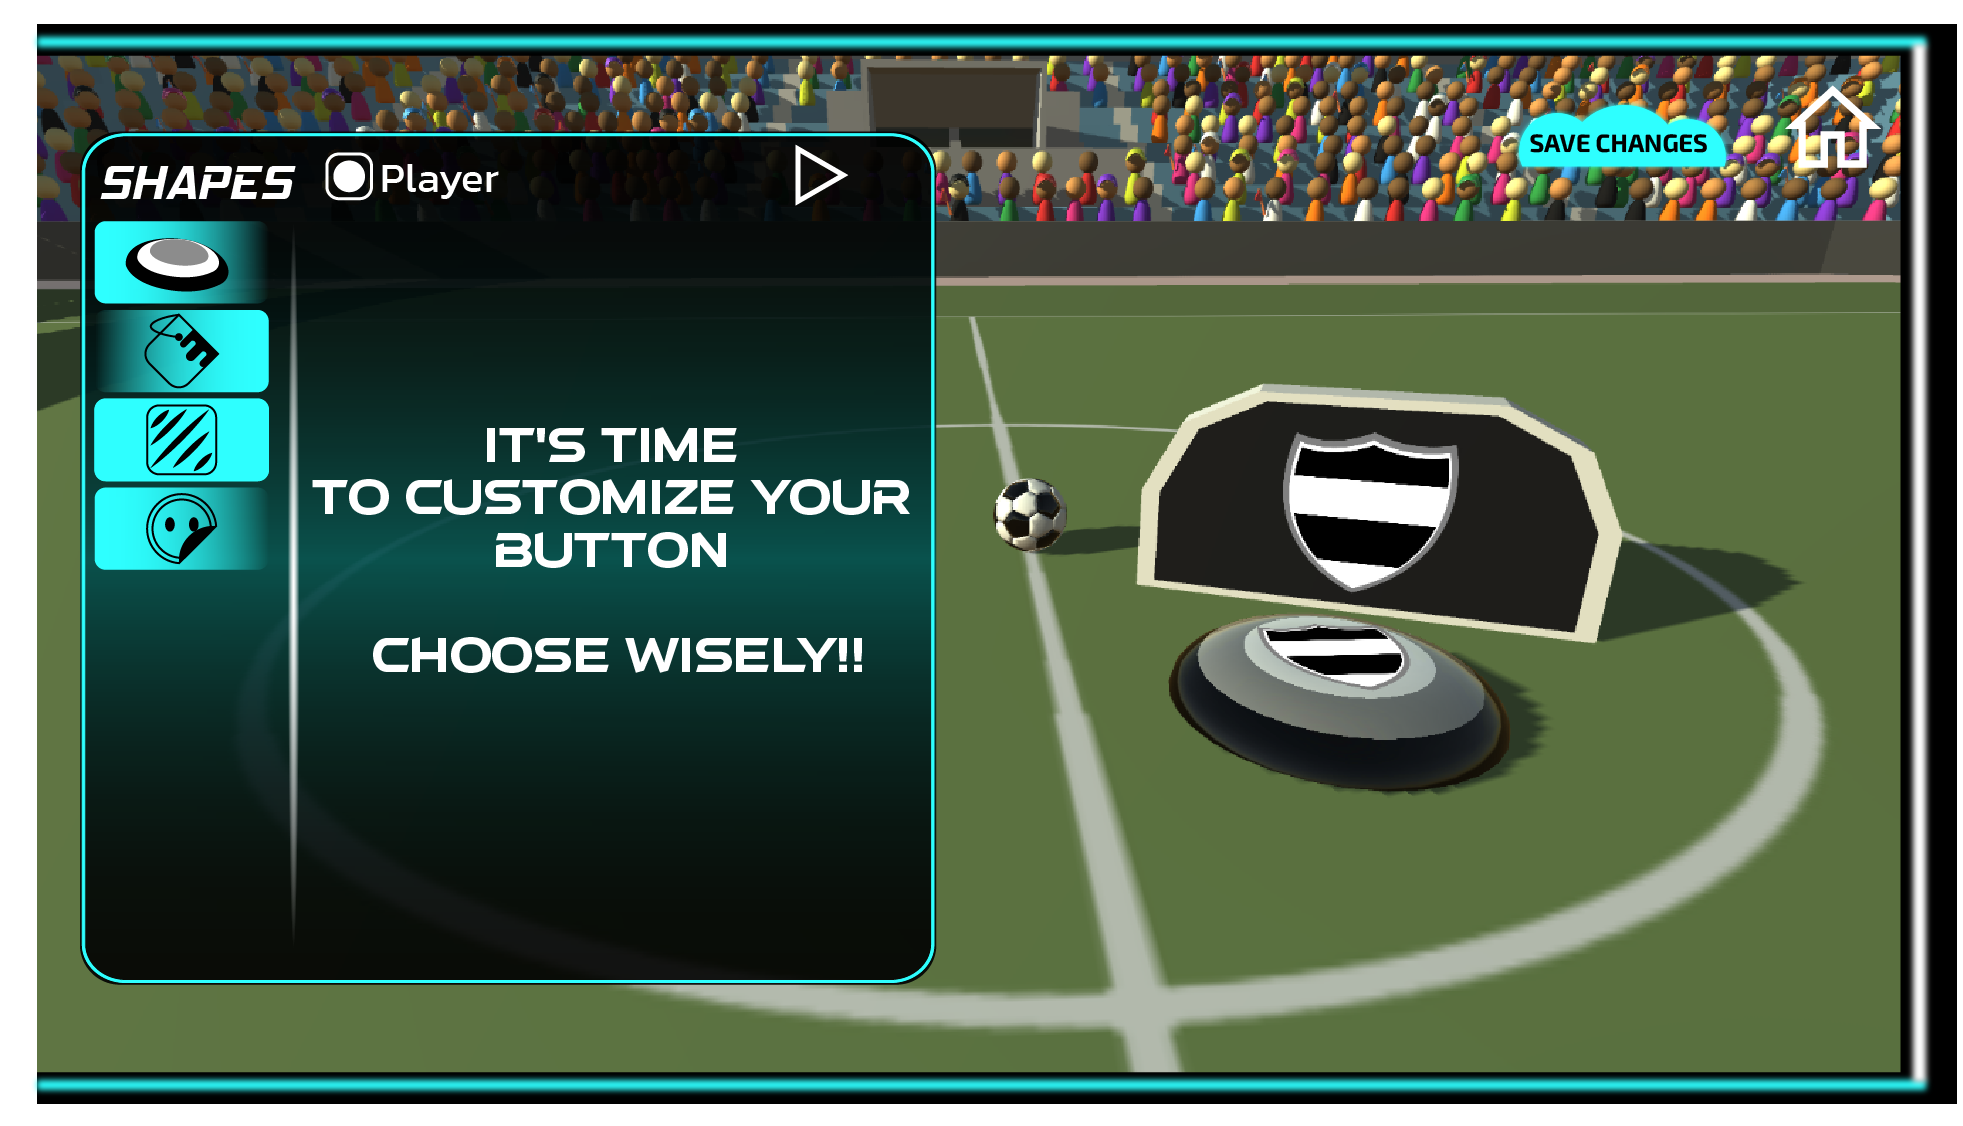 SHAPES
Player
SAVE CHANGES
IT'S TIME
TO CUSTOMIZE YOUR
BUTTON
CHOOSE WISELY!!